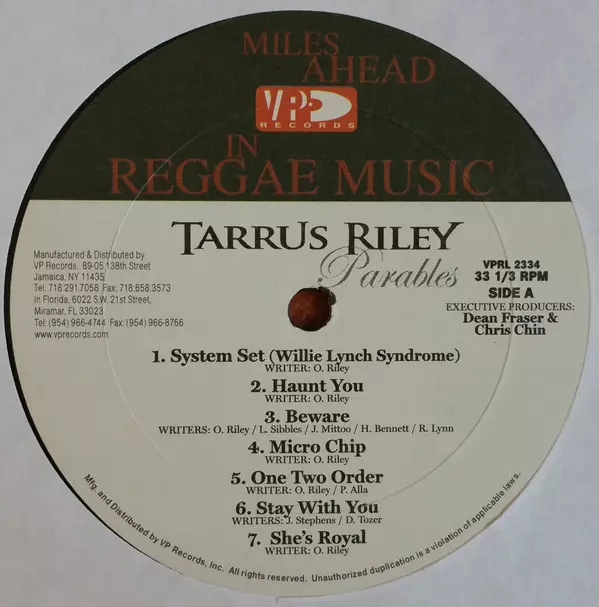 MILES
AHEAD
VP
RECORDS
IN
REGGAE MUSIC
TARRUS RILEY
Parables
Manufactured & Distributed by
VP Records. 89-05 138th Street
Jamaica, NY 11435
Tel: 718.291.7058 Fax: 718.658.3573
in Florida, 6022 S.W. 21st Street,
Miramar, FL 33023
Tel: (954) 966-4744 Fax: (954) 966-8766
www.vprecords.com
VPRL 2334
33 1/3 RPM
SIDE A
EXECUTIVE PRODUCERS:
Dean Fraser &
Chris Chin
1. System Set (Willie Lynch Syndrome)
WRITER: O. Riley
2. Haunt You
WRITER: O. Riley
3. Beware
WRITERS: O. Riley / L. Sibbles / J. Mittoo / H. Bennett / R. Lynn
4. Micro Chip
WRITER: O. Riley
5. One Two Order
WRITER: O. Riley / P. Alla
6. Stay With You
WRITERS: J. Stephens / D. Tozer
7. She's Royal
WRITER: O. Riley
Mfg. and Distributed by VP Records, Inc. All rights reserved. Unauthorized duplication is a violation of applicable laws.